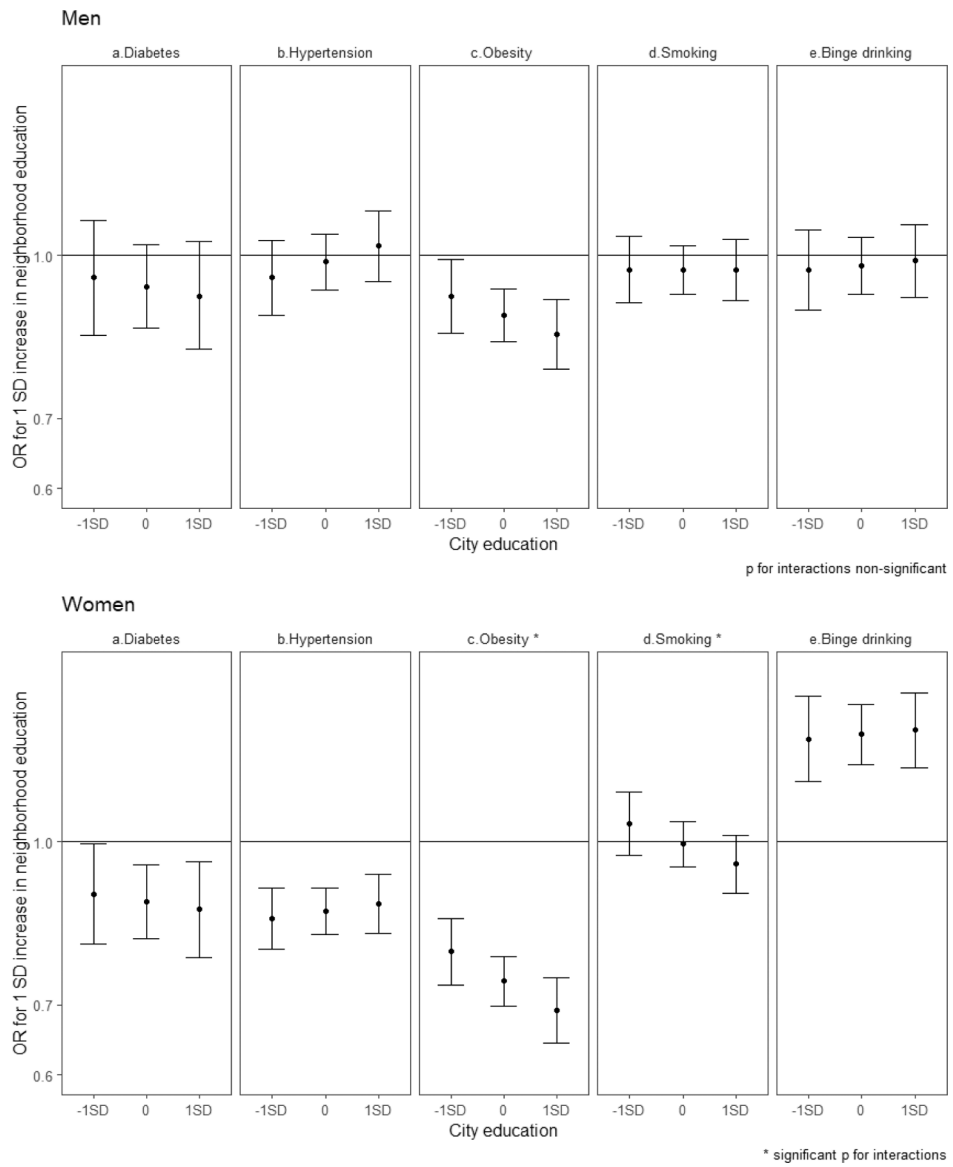 Men
a.Diabetes b.Hypertension c.Obesity d.Smoking e.Binge drinking
OR for 1 SD increase in neighborhood education
1.0
0.7
0.6
-1SD 0 1SD -1SD 0 1SD -1SD 0 1SD -1SD 0 1SD -1SD 0 1SD
City education
p for interactions non-significant
Women
a.Diabetes b.Hypertension c.Obesity * d.Smoking * e.Binge drinking
OR for 1 SD increase in neighborhood education
1.0
0.7
0.6
-1SD 0 1SD -1SD 0 1SD -1SD 0 1SD -1SD 0 1SD -1SD 0 1SD
City education
* significant p for interactions